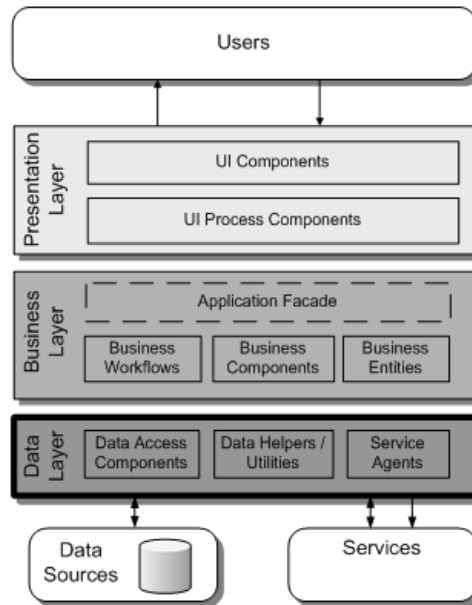 Users
Presentation
Layer
UI Components
UI Process Components
Business
Layer
Application Facade
Business
Workflows
Business
Components
Business
Entities
Data
Layer
Data Access
Components
Data Helpers /
Utilities
Service
Agents
Data
Sources
Services